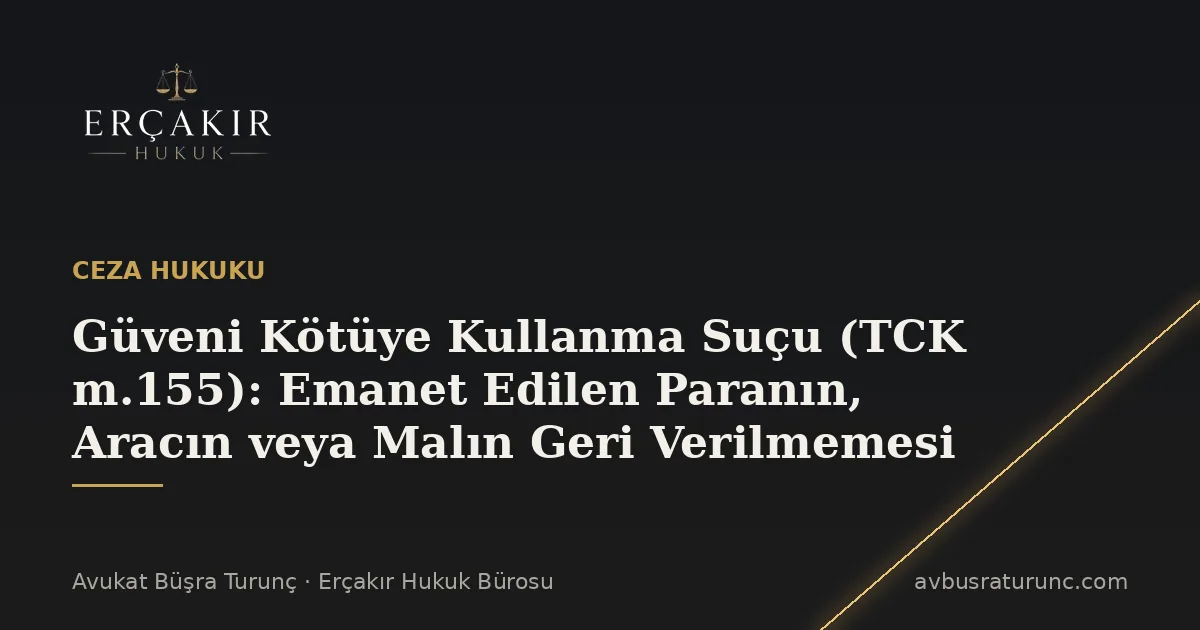 ERÇAKIR
HUKUK
CEZA HUKUKU
Güveni Kötüye Kullanma Suçu (TCK
m.155): Emanet Edilen Paranın,
Aracın veya Malın Geri Verilmemesi
Avukat Büşra Turunç · Erçakır Hukuk Bürosu
avbusraturunc.com